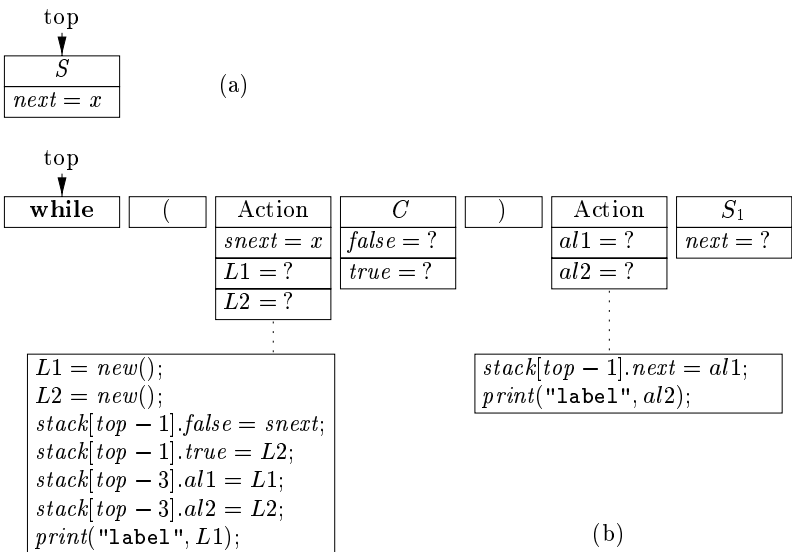 top
S
next = x
(a)
top
while ( Action C ) Action S₁
snext = x false = ? al1 = ? next = ?
L1 = ? true = ? al2 = ?
L2 = ?
L1 = new();
L2 = new();
stack[top − 1].false = snext;
stack[top − 1].true = L2;
stack[top − 3].al1 = L1;
stack[top − 3].al2 = L2;
print("label", L1);
stack[top − 1].next = al1;
print("label", al2);
(b)